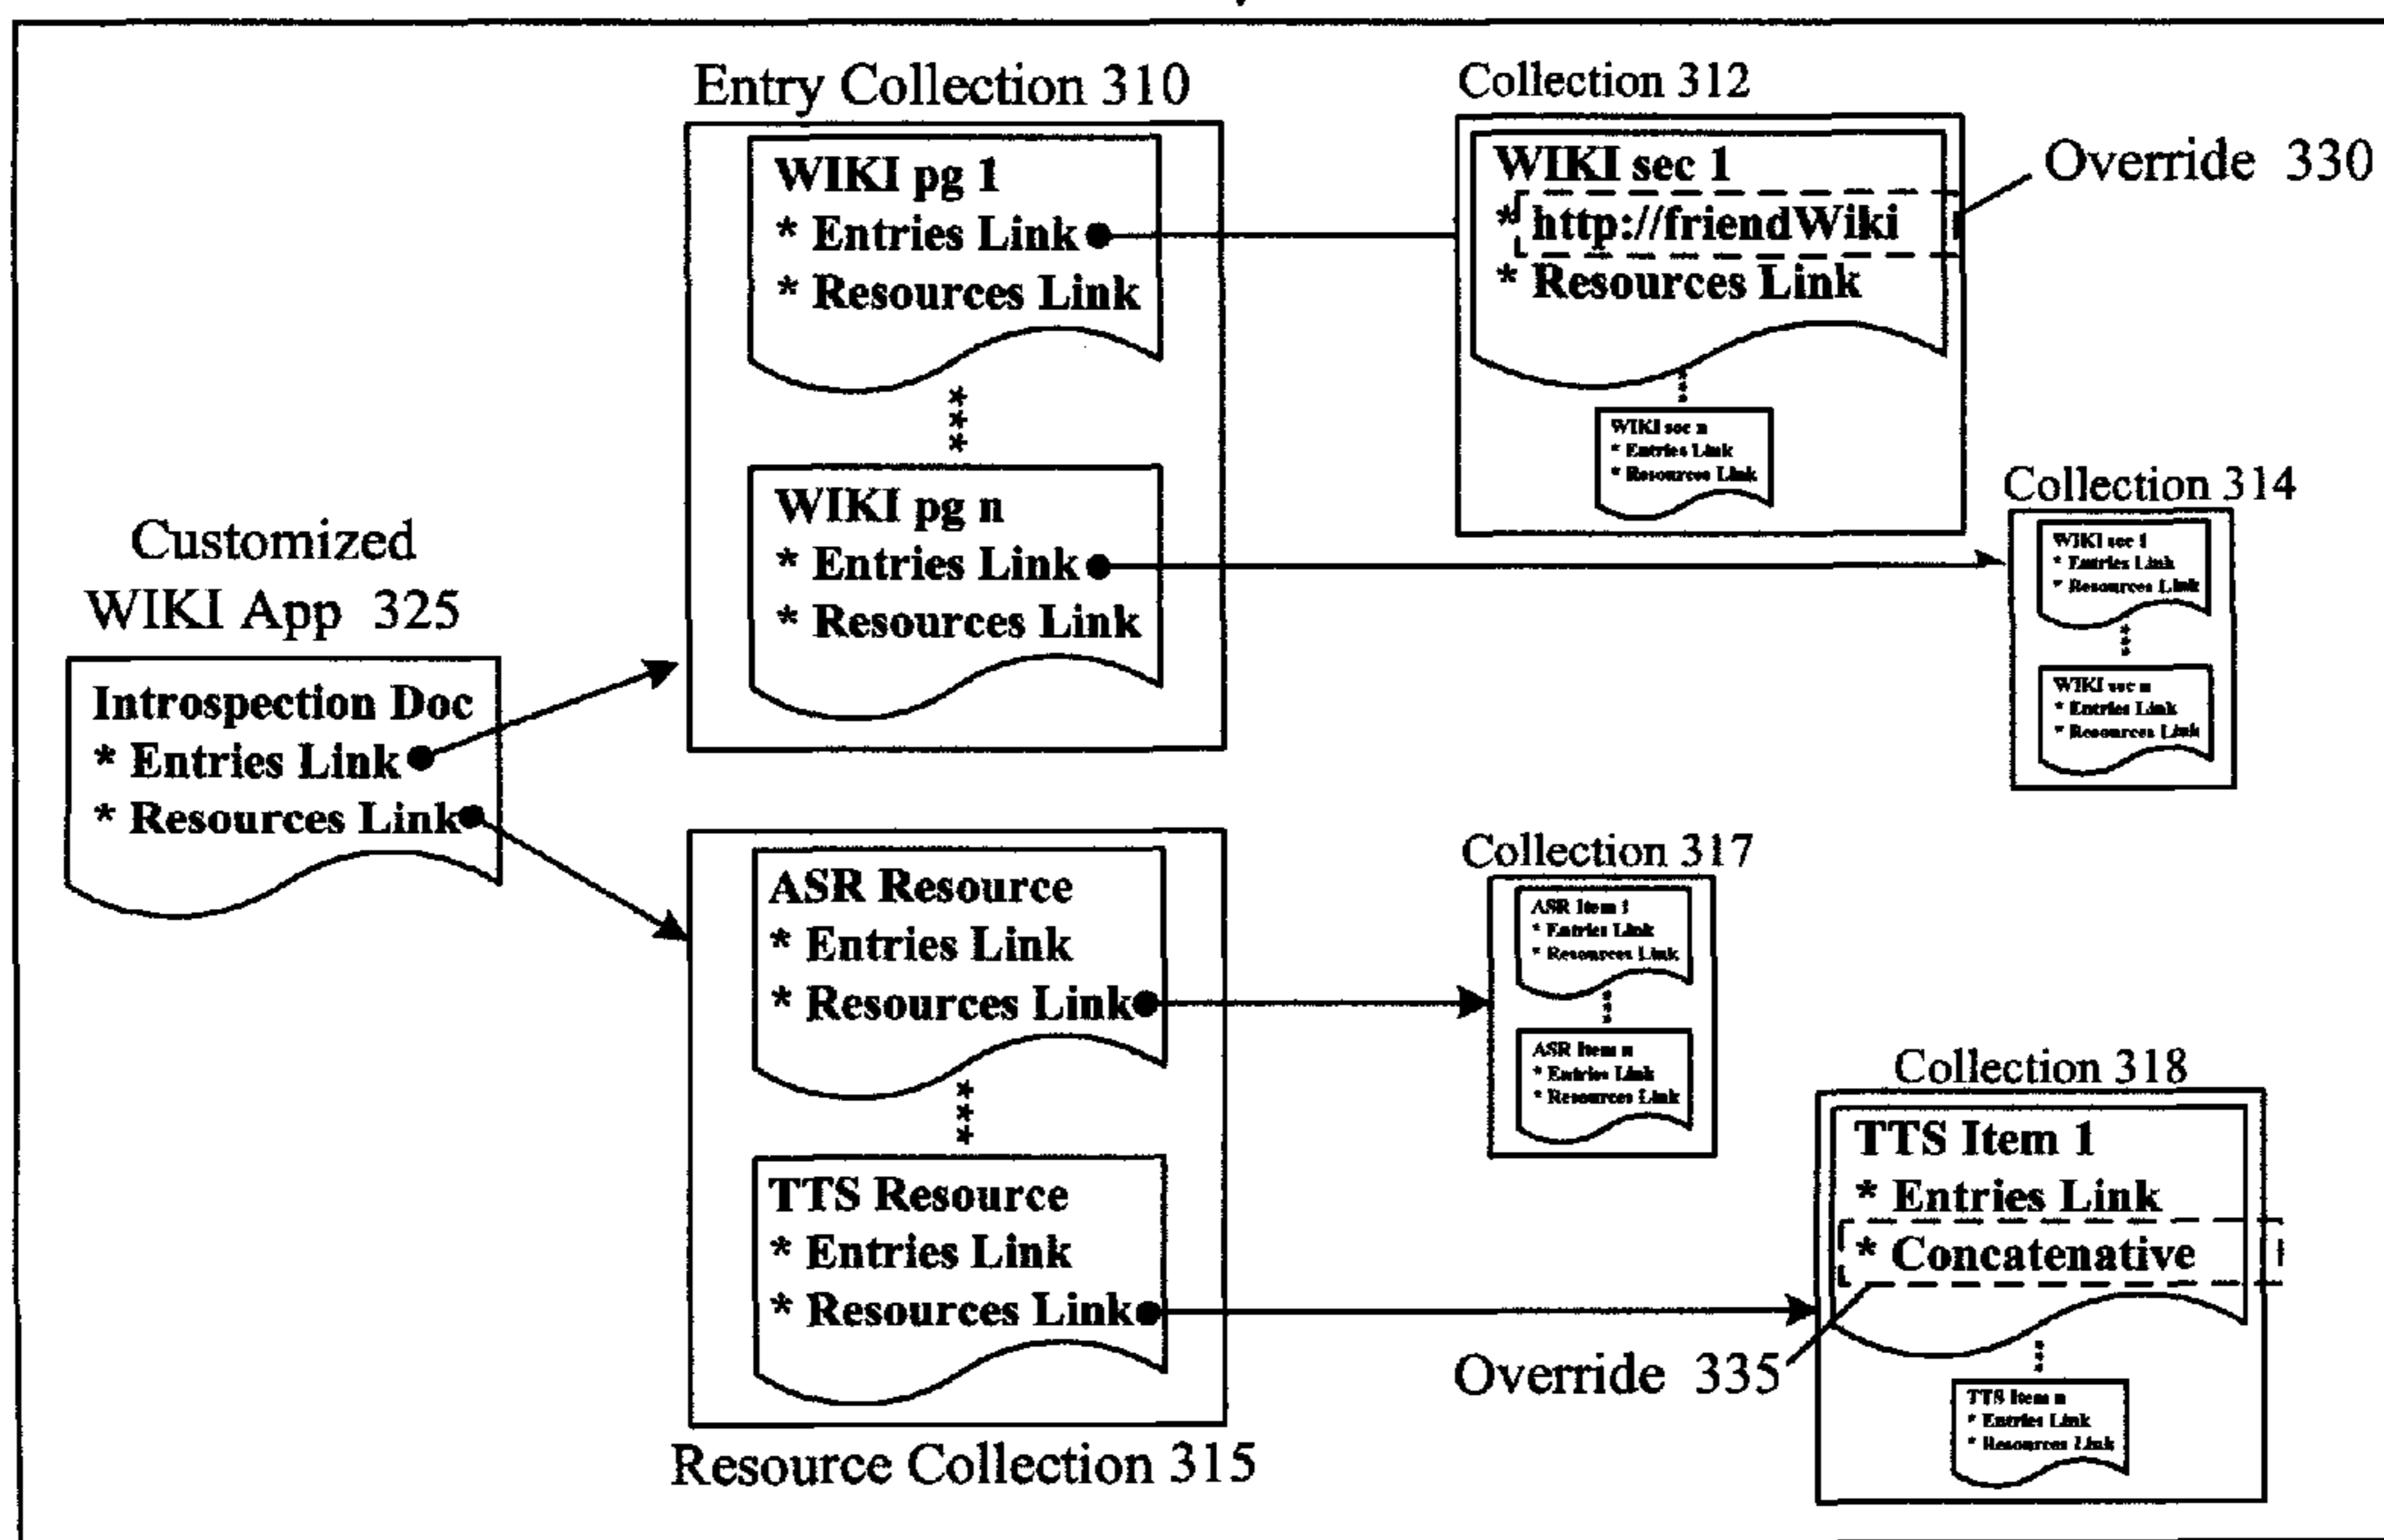 Entry Collection 310
WIKI pg 1
* Entries Link
* Resources Link
***
WIKI pg n
* Entries Link
* Resources Link
Collection 312
WIKI sec 1
* http://friendWiki
* Resources Link
***
WIKI sec n
* Entries Link
* Resources Link
Override 330
Collection 314
WIKI sec 1
* Entries Link
* Resources Link
***
WIKI sec n
* Entries Link
* Resources Link
Customized
WIKI App 325
Introspection Doc
* Entries Link
* Resources Link
ASR Resource
* Entries Link
* Resources Link
***
TTS Resource
* Entries Link
* Resources Link
Resource Collection 315
Collection 317
ASR Item 1
* Entries Link
* Resources Link
***
ASR Item n
* Entries Link
* Resources Link
Collection 318
TTS Item 1
* Entries Link
* Concatenative
***
TTS Item n
* Entries Link
* Resources Link
Override 335